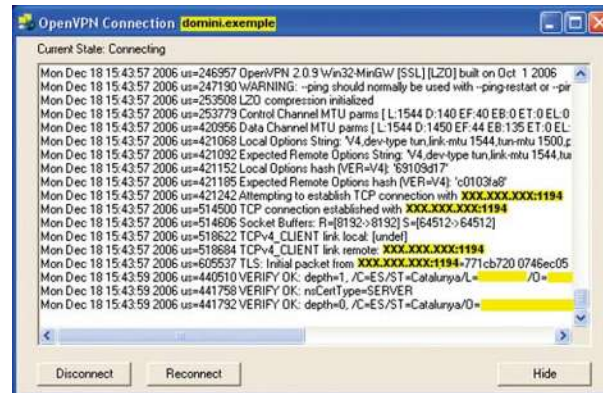 OpenVPN Connection domini.exemple
Current State: Connecting
Mon Dec 18 15:43:57 2006 us=246957 OpenVPN 2.0.9 Win32-MinGW [SSL] [LZO] built on Oct 1 2006
Mon Dec 18 15:43:57 2006 us=247190 WARNING: --ping should normally be used with --ping-restart or --pir
Mon Dec 18 15:43:57 2006 us=253508 LZO compression initialized
Mon Dec 18 15:43:57 2006 us=253779 Control Channel MTU parms [ L:1544 D:140 EF:40 EB:0 ET:0 EL:0
Mon Dec 18 15:43:57 2006 us=420956 Data Channel MTU parms [ L:1544 D:1450 EF:44 EB:135 ET:0 EL:
Mon Dec 18 15:43:57 2006 us=421068 Local Options String: 'V4,dev-type tun,link-mtu 1544,tun-mtu 1500,p
Mon Dec 18 15:43:57 2006 us=421092 Expected Remote Options String: 'V4,dev-type tun,link-mtu 1544,tu
Mon Dec 18 15:43:57 2006 us=421152 Local Options hash (VER=V4): '69109d17'
Mon Dec 18 15:43:57 2006 us=421185 Expected Remote Options hash (VER=V4): 'c0103fa8'
Mon Dec 18 15:43:57 2006 us=421242 Attempting to establish TCP connection with XXX.XXX.XXX:1194
Mon Dec 18 15:43:57 2006 us=514500 TCP connection established with XXX.XXX.XXX:1194
Mon Dec 18 15:43:57 2006 us=514606 Socket Buffers: R=[8192->8192] S=[64512->64512]
Mon Dec 18 15:43:57 2006 us=518622 TCPv4_CLIENT link local: [undef]
Mon Dec 18 15:43:57 2006 us=518684 TCPv4_CLIENT link remote: XXX.XXX.XXX:1194
Mon Dec 18 15:43:57 2006 us=605537 TLS: Initial packet from XXX.XXX.XXX:1194=771cb720 0746ec05
Mon Dec 18 15:43:59 2006 us=440510 VERIFY OK: depth=1, /C=ES/ST=Catalunya/L= /O=
Mon Dec 18 15:43:59 2006 us=441758 VERIFY OK: nsCertType=SERVER
Mon Dec 18 15:43:59 2006 us=441792 VERIFY OK: depth=0, /C=ES/ST=Catalunya/O=
Disconnect Reconnect Hide